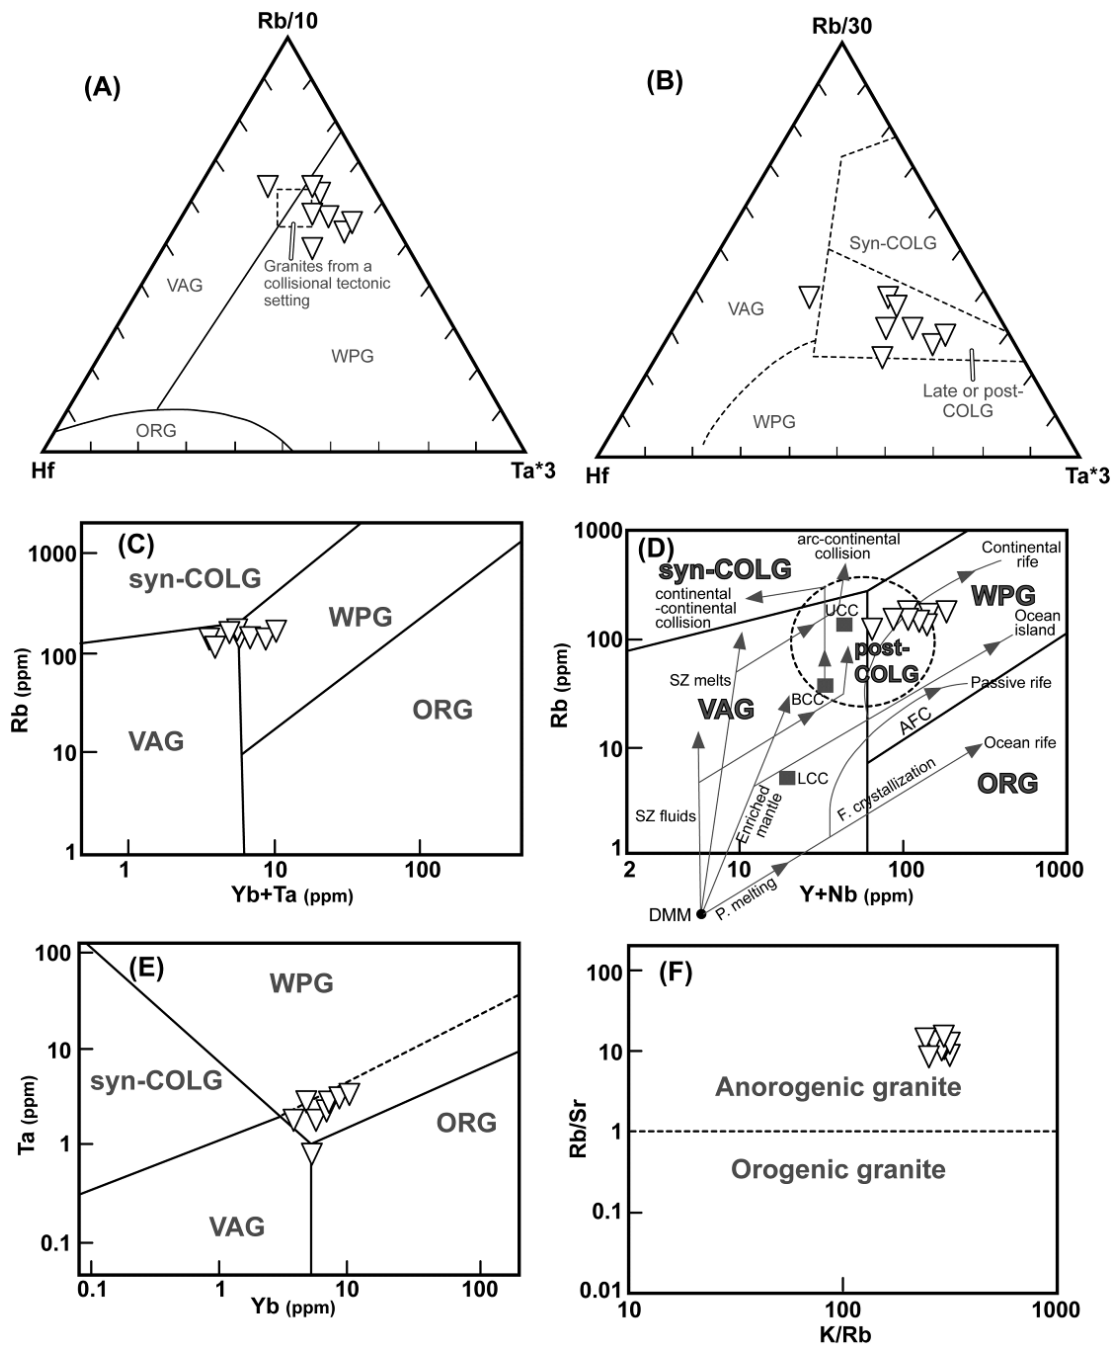 Rb/10
(A)
VAG
Granites from a
collisional tectonic
setting
WPG
ORG
Hf
Ta*3
Rb/30
(B)
Syn-COLG
VAG
Late or post-
COLG
WPG
Hf
Ta*3
(C)
syn-COLG
WPG
VAG
ORG
1000
100
10
1
Rb (ppm)
1
10
100
Yb+Ta (ppm)
(D)
arc-continental
collision
syn-COLG
continental
-continental
collision
Continental
rife
WPG
Ocean
island
UCC
post-
COLG
SZ melts
BCC
VAG
Passive rife
AFC
Ocean rife
LCC
ORG
F. crystallization
Enriched
mantle
SZ fluids
P. melting
DMM
1000
100
10
1
Rb (ppm)
2
10
100
1000
Y+Nb (ppm)
(E)
WPG
syn-COLG
ORG
VAG
100
10
1
0.1
Ta (ppm)
0.1
1
10
100
Yb (ppm)
(F)
Anorogenic granite
Orogenic granite
100
10
1
0.1
0.01
Rb/Sr
10
100
1000
K/Rb